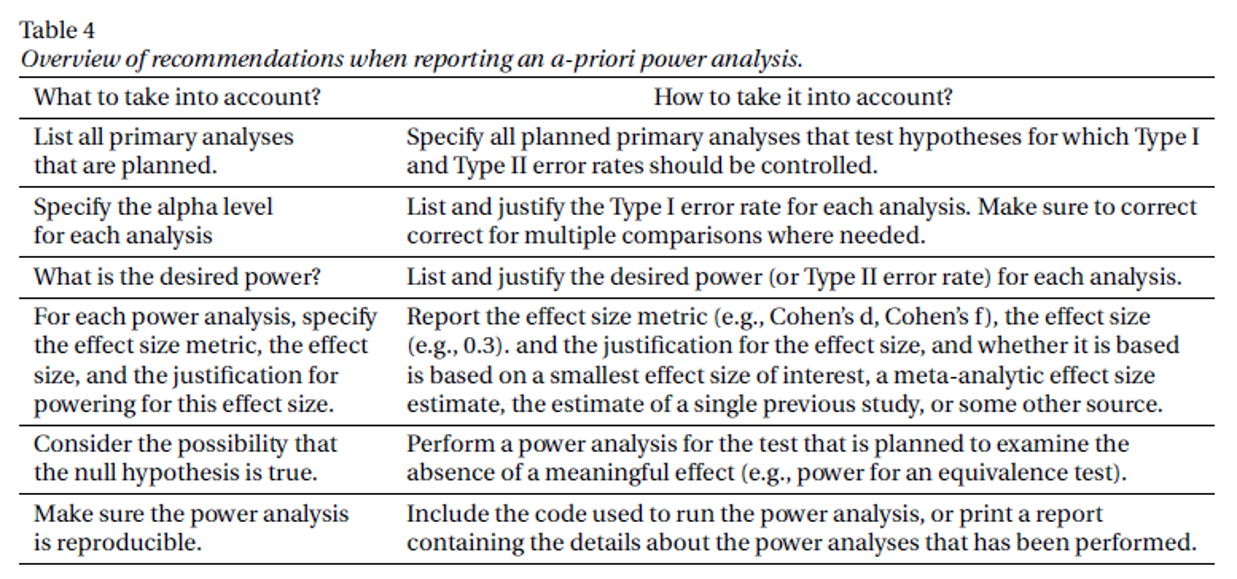 Table 4
Overview of recommendations when reporting an a-priori power analysis.
What to take into account? How to take it into account?
List all primary analyses
that are planned.
Specify all planned primary analyses that test hypotheses for which Type I
and Type II error rates should be controlled.
Specify the alpha level
for each analysis
List and justify the Type I error rate for each analysis. Make sure to correct
correct for multiple comparisons where needed.
What is the desired power?
List and justify the desired power (or Type II error rate) for each analysis.
For each power analysis, specify
the effect size metric, the effect
size, and the justification for
powering for this effect size.
Report the effect size metric (e.g., Cohen's d, Cohen's f), the effect size
(e.g., 0.3). and the justification for the effect size, and whether it is based
is based on a smallest effect size of interest, a meta-analytic effect size
estimate, the estimate of a single previous study, or some other source.
Consider the possibility that
the null hypothesis is true.
Perform a power analysis for the test that is planned to examine the
absence of a meaningful effect (e.g., power for an equivalence test).
Make sure the power analysis
is reproducible.
Include the code used to run the power analysis, or print a report
containing the details about the power analyses that has been performed.